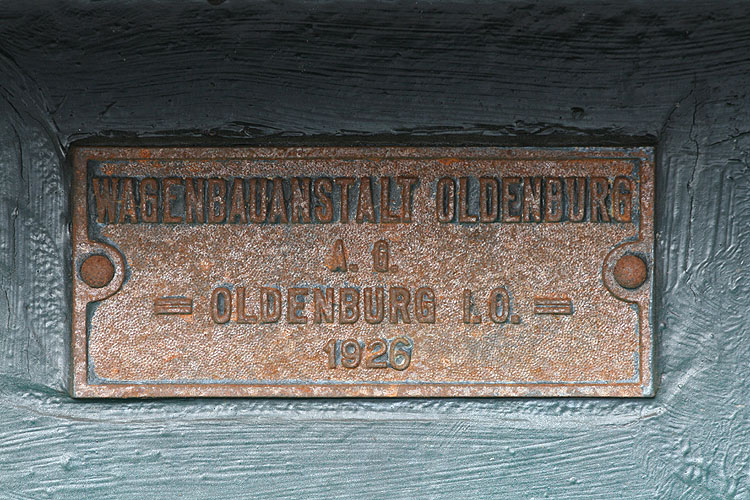 WAGENBAUANSTALT OLDENBURG
A. G.
= OLDENBURG I.O. =
1926